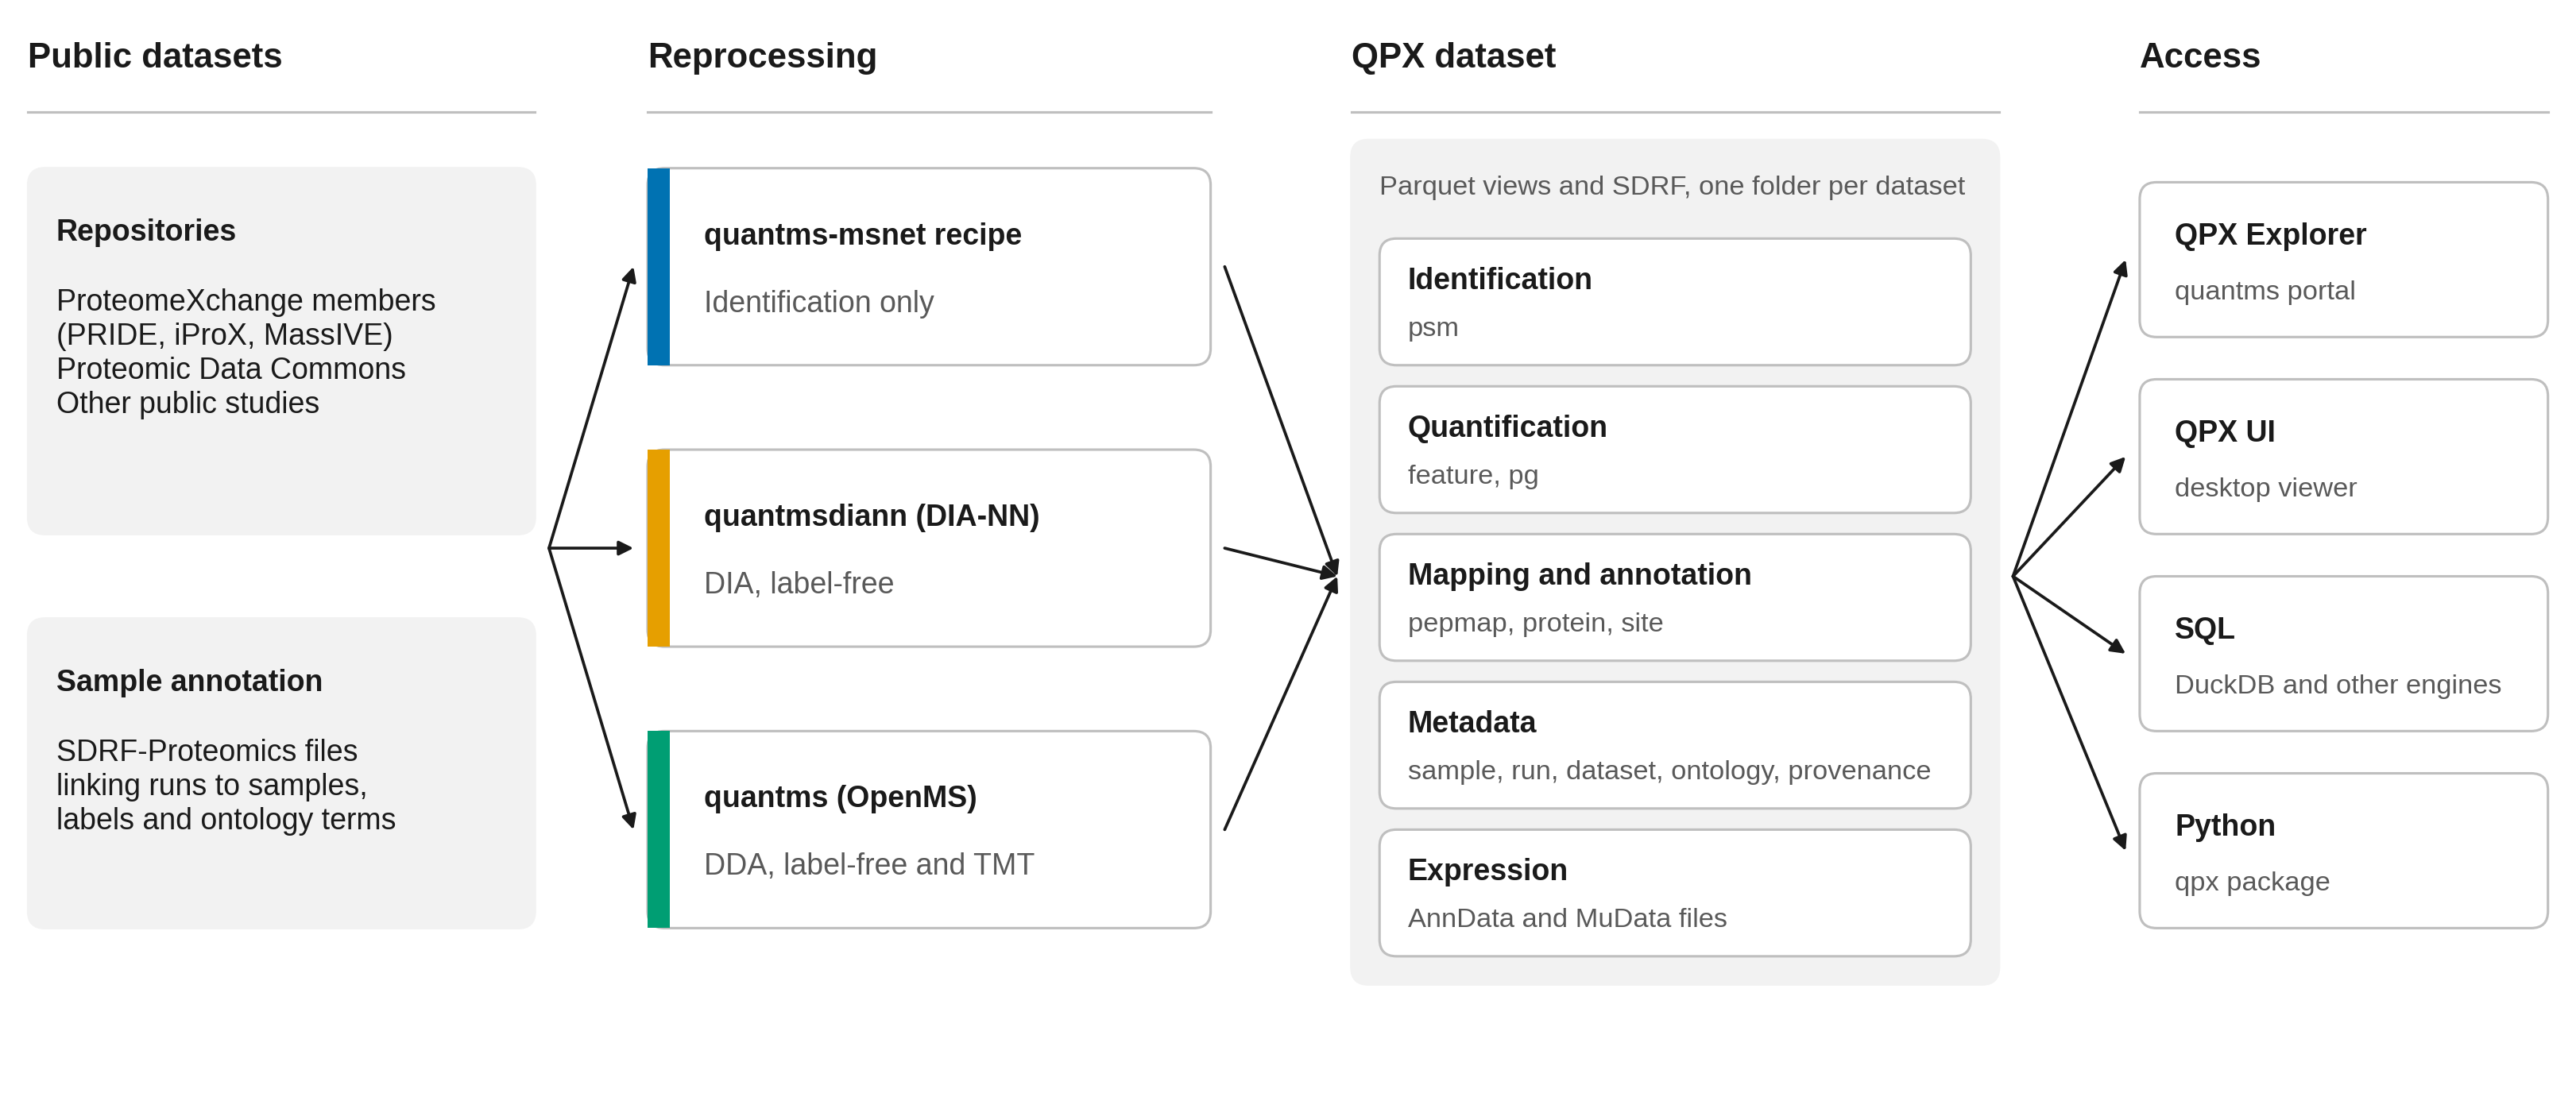 Public datasets
Repositories
ProteomeXchange members
(PRIDE, iProX, MassIVE)
Proteomic Data Commons
Other public studies
Sample annotation
SDRF-Proteomics files
linking runs to samples,
labels and ontology terms
Reprocessing
quantms-msnet recipe
Identification only
quantmsdiann (DIA-NN)
DIA, label-free
quantms (OpenMS)
DDA, label-free and TMT
QPX dataset
Parquet views and SDRF, one folder per dataset
Identification
psm
Quantification
feature, pg
Mapping and annotation
pepmap, protein, site
Metadata
sample, run, dataset, ontology, provenance
Expression
AnnData and MuData files
Access
QPX Explorer
quantms portal
QPX UI
desktop viewer
SQL
DuckDB and other engines
Python
qpx package